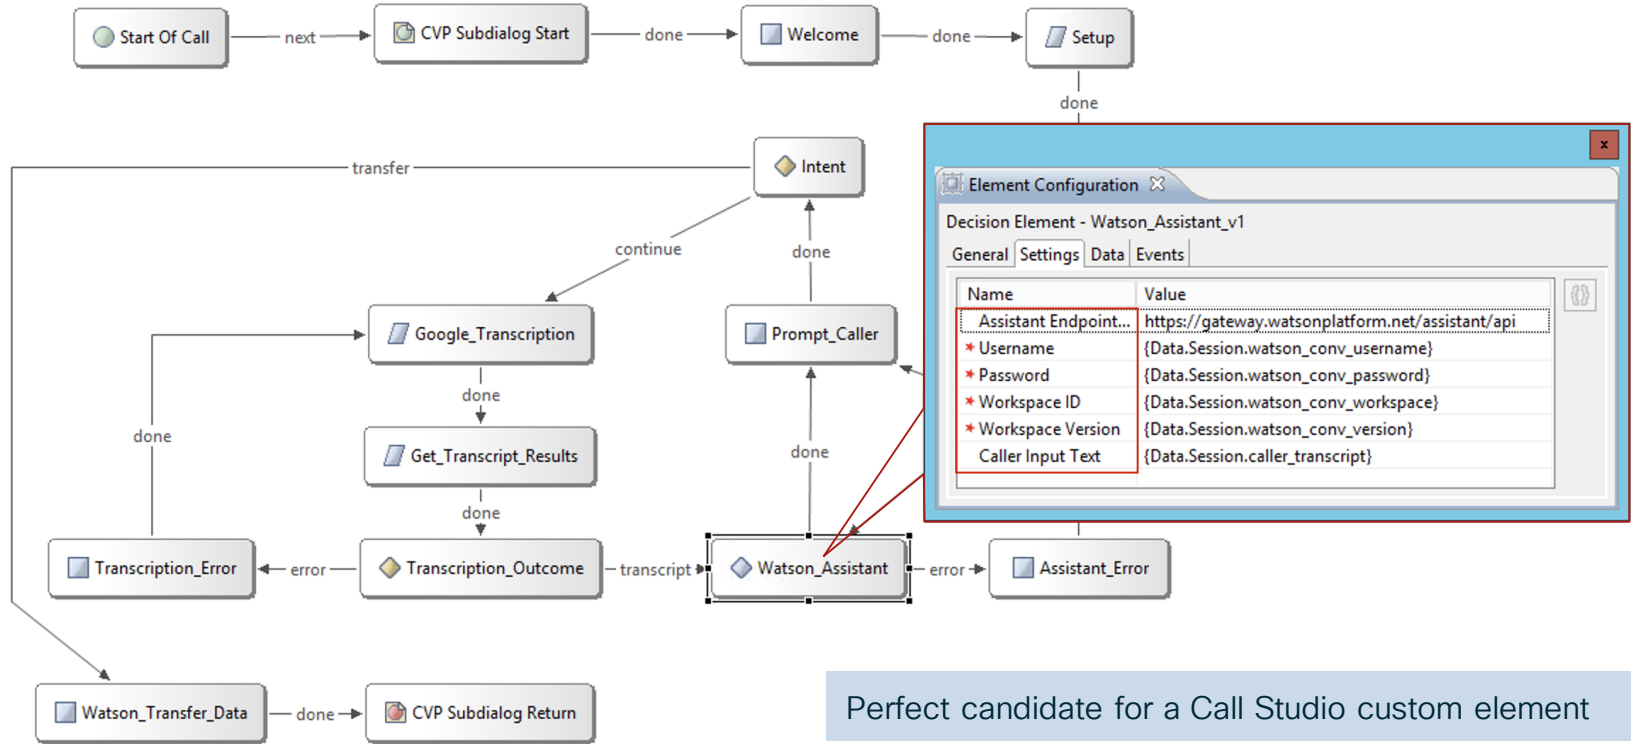 Start Of Call
next
CVP Subdialog Start
done
Welcome
done
Setup
done
transfer
Intent
continue
done
Google_Transcription
Prompt_Caller
done
done
Get_Transcript_Results
done
done
Transcription_Error
error
Transcription_Outcome
transcript
Watson_Assistant
error
Assistant_Error
Watson_Transfer_Data
done
CVP Subdialog Return
x
Element Configuration
Decision Element - Watson_Assistant_v1
General Settings Data Events
Name Value
Assistant Endpoint... https://gateway.watsonplatform.net/assistant/api
* Username {Data.Session.watson_conv_username}
* Password {Data.Session.watson_conv_password}
* Workspace ID {Data.Session.watson_conv_workspace}
* Workspace Version {Data.Session.watson_conv_version}
Caller Input Text {Data.Session.caller_transcript}
Perfect candidate for a Call Studio custom element